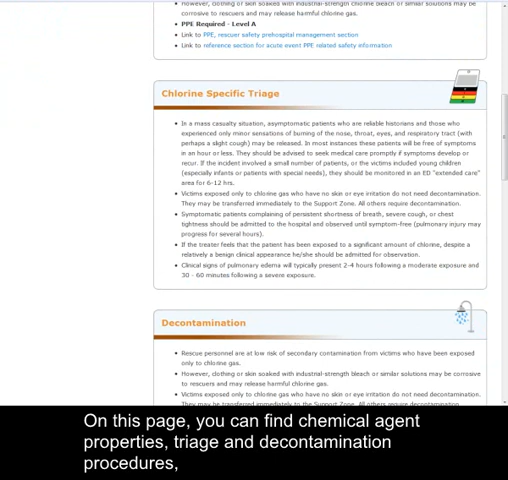 However, clothing or skin soaked with industrial-strength chlorine bleach or similar solutions may be
corrosive to rescuers and may release harmful chlorine gas.
• PPE Required - Level A
• Link to PPE, rescuer safety prehospital management section
• Link to reference section for acute event PPE related safety information
Chlorine Specific Triage
• In a mass casualty situation, asymptomatic patients who are reliable historians and those who
experienced only minor sensations of burning of the nose, throat, eyes, and respiratory tract (with
perhaps a slight cough) may be released. In most instances these patients will be free of symptoms
in an hour or less. They should be advised to seek medical care promptly if symptoms develop or
recur. If the incident involved a small number of patients, or the victims included young children
(especially infants or patients with special needs), they should be monitored in an ED "extended care"
area for 6-12 hrs.
• Victims exposed only to chlorine gas who have no skin or eye irritation do not need decontamination.
They may be transferred immediately to the Support Zone. All others require decontamination.
• Symptomatic patients complaining of persistent shortness of breath, severe cough, or chest
tightness should be admitted to the hospital and observed until symptom-free (pulmonary injury may
progress for several hours).
• If the treater feels that the patient has been exposed to a significant amount of chlorine, despite a
relatively a benign clinical appearance he/she should be admitted for observation.
• Clinical signs of pulmonary edema will typically present 2-4 hours following a moderate exposure and
30 - 60 minutes following a severe exposure.
Decontamination
• Rescue personnel are at low risk of secondary contamination from victims who have been exposed
only to chlorine gas.
• However, clothing or skin soaked with industrial-strength bleach or similar solutions may be corrosive
to rescuers and may release harmful chlorine gas.
• Victims exposed only to chlorine gas who have no skin or eye irritation do not need decontamination.
They may be transferred immediately to the Support Zone. All others require decontamination.
On this page, you can find chemical agent
properties, triage and decontamination
procedures,